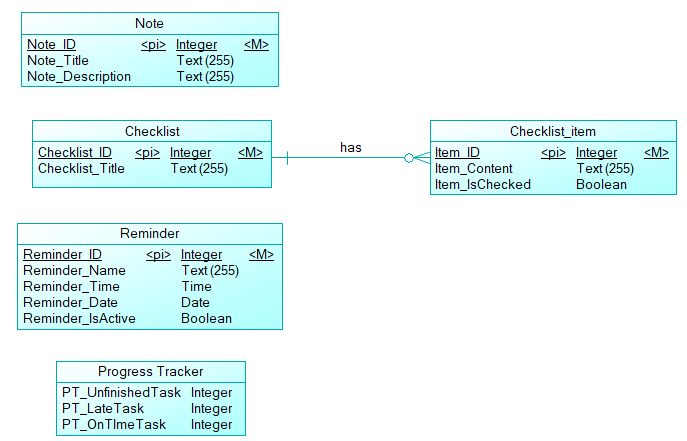 Note
Note_ID <pi> Integer <M>
Note_Title Text (255)
Note_Description Text (255)
Checklist
Checklist_ID <pi> Integer <M>
Checklist_Title Text (255)
has
Checklist_item
Item_ID <pi> Integer <M>
Item_Content Text (255)
Item_IsChecked Boolean
Reminder
Reminder_ID <pi> Integer <M>
Reminder_Name Text (255)
Reminder_Time Time
Reminder_Date Date
Reminder_IsActive Boolean
Progress Tracker
PT_UnfinishedTask Integer
PT_LateTask Integer
PT_OnTImeTask Integer